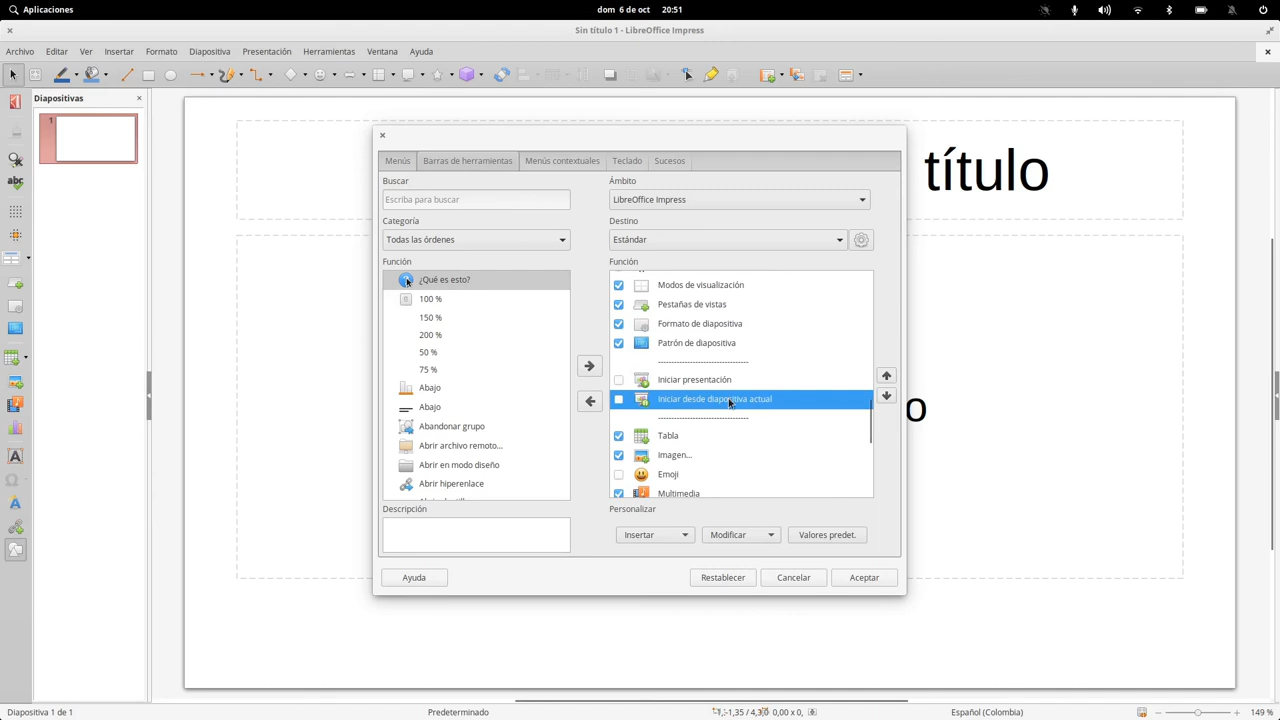 Aplicaciones
dom 6 de oct 20:51
Sin título 1 - LibreOffice Impress
Archivo Editar Ver Insertar Formato Diapositiva Presentación Herramientas Ventana Ayuda
Diapositivas
1
título
o
Menús Barras de herramientas Menús contextuales Teclado Sucesos
Buscar
Escriba para buscar
Categoría
Todas las órdenes
Función
¿Qué es esto?
100 %
150 %
200 %
50 %
75 %
Abajo
Abajo
Abandonar grupo
Abrir archivo remoto...
Abrir en modo diseño
Abrir hiperenlace
Descripción
Ámbito
LibreOffice Impress
Destino
Estándar
Función
Modos de visualización
Pestañas de vistas
Formato de diapositiva
Patrón de diapositiva
----------------------------------
Iniciar presentación
Iniciar desde diapositiva actual
----------------------------------
Tabla
Imagen...
Emoji
Multimedia
Personalizar
Insertar Modificar Valores predet.
Ayuda Restablecer Cancelar Aceptar
Diapositiva 1 de 1 Predeterminado 0,00 x 0, Español (Colombia) 149 %